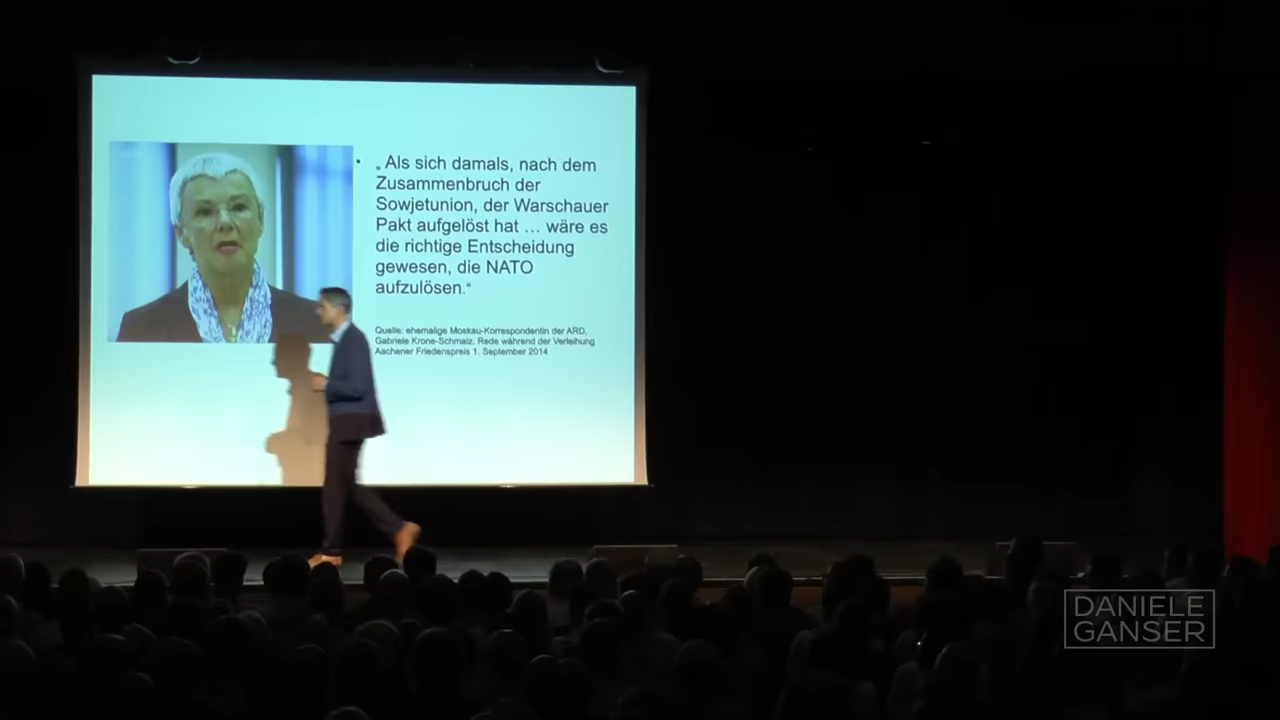 • „ Als sich damals, nach dem
Zusammenbruch der
Sowjetunion, der Warschauer
Pakt aufgelöst hat … wäre es
die richtige Entscheidung
gewesen, die NATO
aufzulösen.“
Quelle: ehemalige Moskau-Korrespondentin der ARD,
Gabriele Krone-Schmalz, Rede während der Verleihung
Aachener Friedenspreis 1. September 2014
DANIELE
GANSER